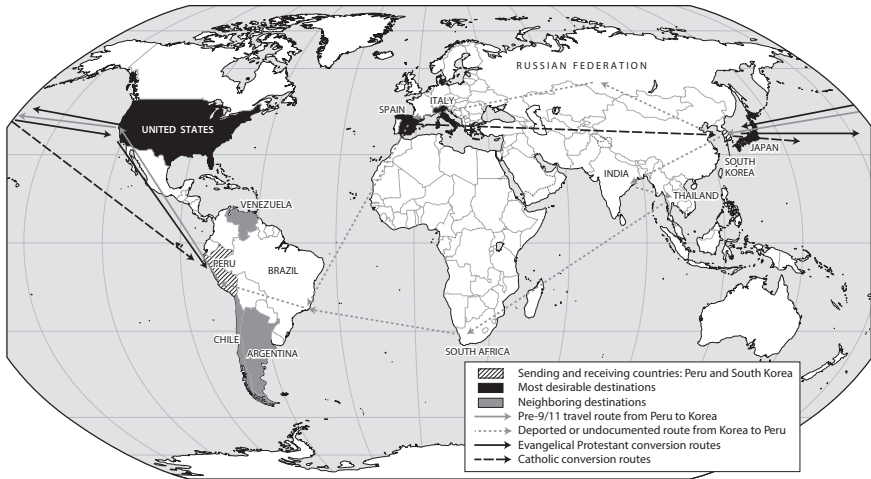 RUSSIAN FEDERATION
ITALY
SPAIN
UNITED STATES
JAPAN
SOUTH
KOREA
INDIA
THAILAND
VENEZUELA
PERU
BRAZIL
CHILE
ARGENTINA
SOUTH AFRICA
Sending and receiving countries: Peru and South Korea
Most desirable destinations
Neighboring destinations
Pre-9/11 travel route from Peru to Korea
Deported or undocumented route from Korea to Peru
Evangelical Protestant conversion routes
Catholic conversion routes